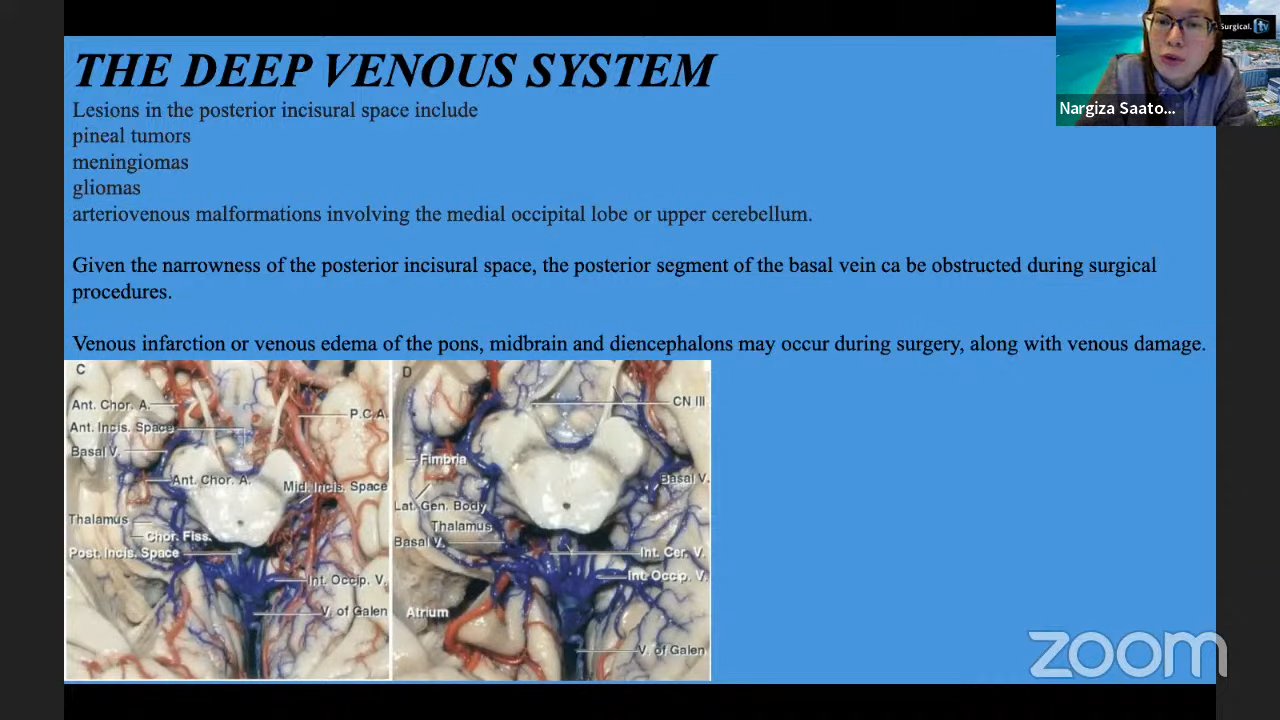 THE DEEP VENOUS SYSTEM
Lesions in the posterior incisural space include
pineal tumors
meningiomas
gliomas
arteriovenous malformations involving the medial occipital lobe or upper cerebellum.
Given the narrowness of the posterior incisural space, the posterior segment of the basal vein ca be obstructed during surgical
procedures.
Venous infarction or venous edema of the pons, midbrain and diencephalons may occur during surgery, along with venous damage.
C
Ant. Chor. A.
Ant. Incis. Space
Basal V.
Ant. Chor. A.
Thalamus
Chor. Fiss.
Post. Incis. Space
P.C.A.
Mid. Incis. Space
Int. Occip. V.
V. of Galen
D
CN III
Fimbria
Basal V.
Lat. Gen. Body
Thalamus
Basal V.
Int. Cer. V.
Int. Occip. V.
Atrium
V. of Galen
Surgical.
tv
Nargiza Saato...
zoom